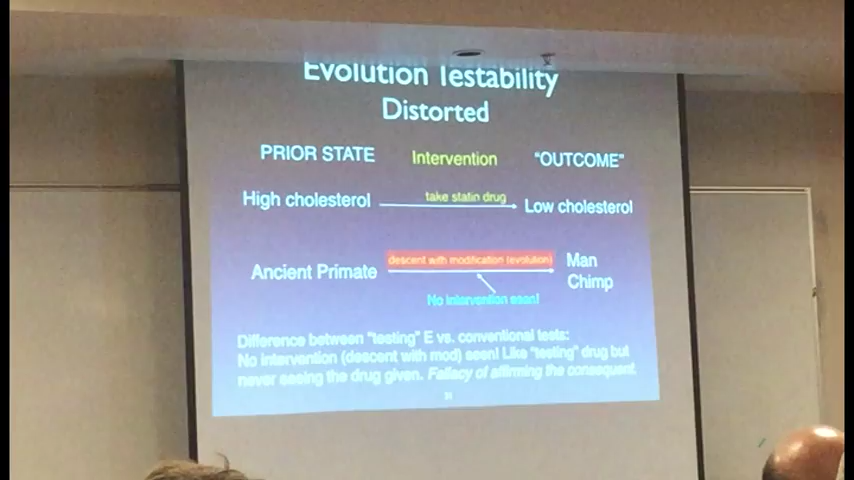 Evolution Testability
Distorted
PRIOR STATE Intervention "OUTCOME"
High cholesterol take statin drug Low cholesterol
Ancient Primate descent with modification (evolution) Man
Chimp
No intervention seen!
Difference between "testing" E vs. conventional tests:
No intervention (descent with mod) seen! Like "testing" drug but
never seeing the drug given. Fallacy of affirming the consequent.